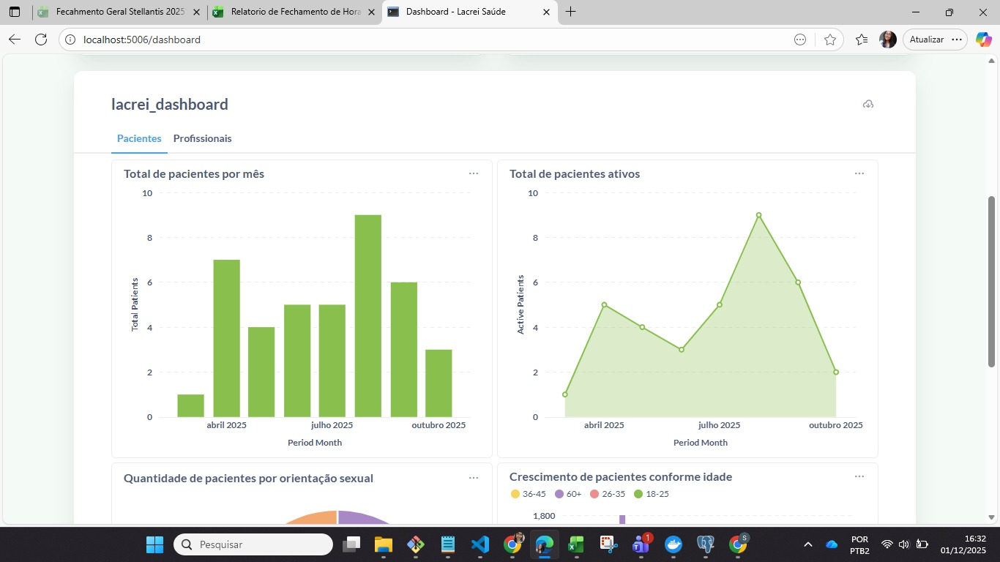 Fecahmento Geral Stellantis 2025
Relatorio de Fechamento de Hora
Dashboard - Lacrei Saúde
localhost:5006/dashboard
Atualizar
lacrei_dashboard
Pacientes
Profissionais
Total de pacientes por mês
10
8
6
4
2
0
Total Patients
abril 2025
julho 2025
outubro 2025
Period Month
Total de pacientes ativos
10
8
6
4
2
0
Active Patients
abril 2025
julho 2025
outubro 2025
Period Month
Quantidade de pacientes por orientação sexual
Crescimento de pacientes conforme idade
36-45 60+ 26-35 18-25
1,800
Pesquisar
1
S
POR
PTB2
16:32
01/12/2025